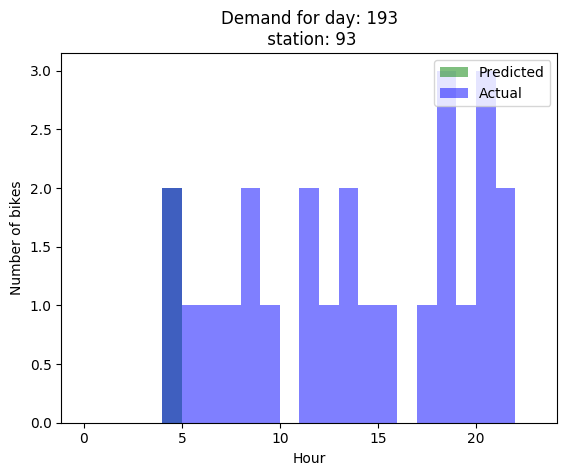 Demand for day: 193
station: 93
Predicted
Actual
Number of bikes
3.0
2.5
2.0
1.5
1.0
0.5
0.0
0
5
10
15
20
Hour